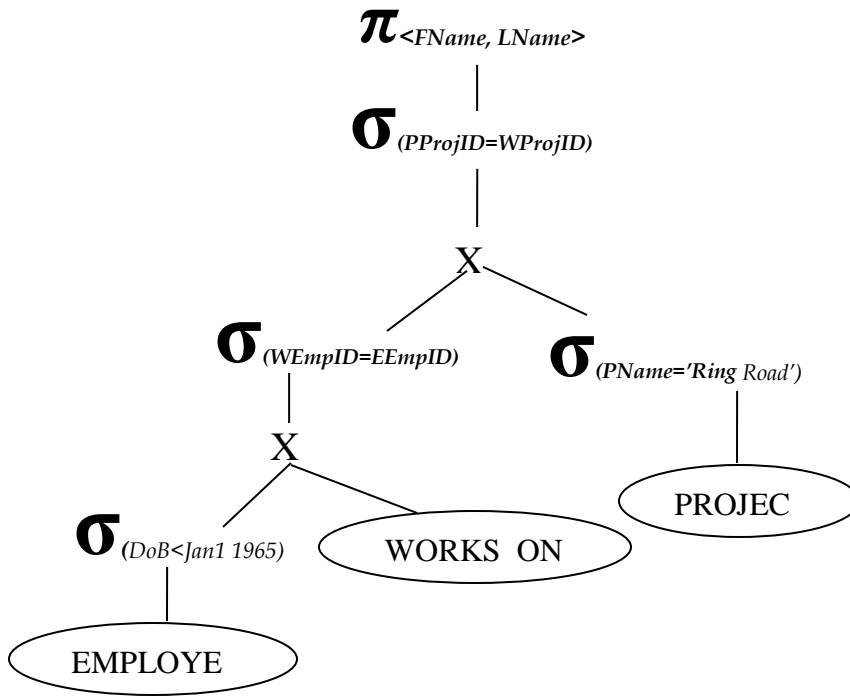 π<FName, LName>
σ(PProjID=WProjID)
X
σ(WEmpID=EEmpID)
σ(PName=’Ring Road’)
X
PROJEC
σ(DoB<Jan1 1965)
WORKS ON
EMPLOYE